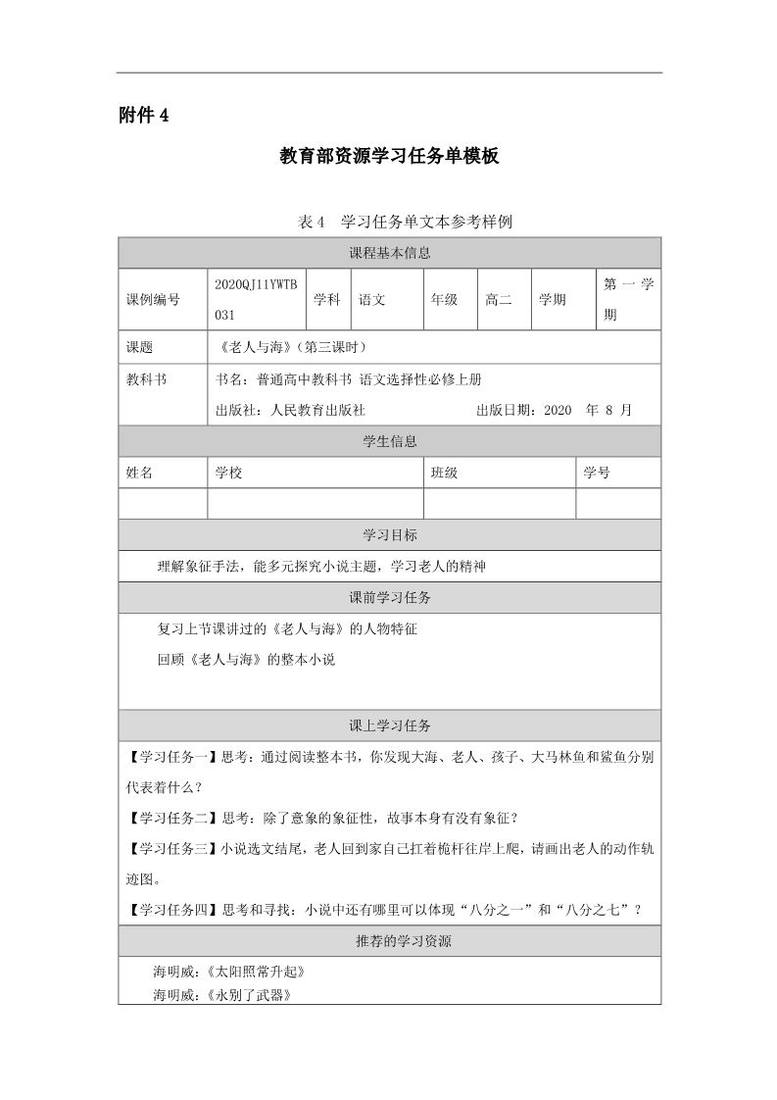 附件 4
教育部资源学习任务单模板
表 4 学习任务单文本参考样例
课程基本信息
课例编号 2020QJ11YWTB031 学科 语文 年级 高二 学期 第一学期
课题 《老人与海》（第三课时）
教科书 书名：普通高中教科书 语文选择性必修上册
出版社：人民教育出版社 出版日期：2020 年 8 月
学生信息
姓名 学校 班级 学号
学习目标
理解象征手法，能多元探究小说主题，学习老人的精神
课前学习任务
复习上节课讲过的《老人与海》的人物特征
回顾《老人与海》的整本小说
课上学习任务
【学习任务一】思考：通过阅读整本书，你发现大海、老人、孩子、大马林鱼和鲨鱼分别
代表着什么？
【学习任务二】思考：除了意象的象征性，故事本身有没有象征？
【学习任务三】小说选文结尾，老人回到家自己扛着桅杆往岸上爬，请画出老人的动作轨
迹图。
【学习任务四】思考和寻找：小说中还有哪里可以体现“八分之一”和“八分之七”？
推荐的学习资源
海明威：《太阳照常升起》
海明威：《永别了武器》